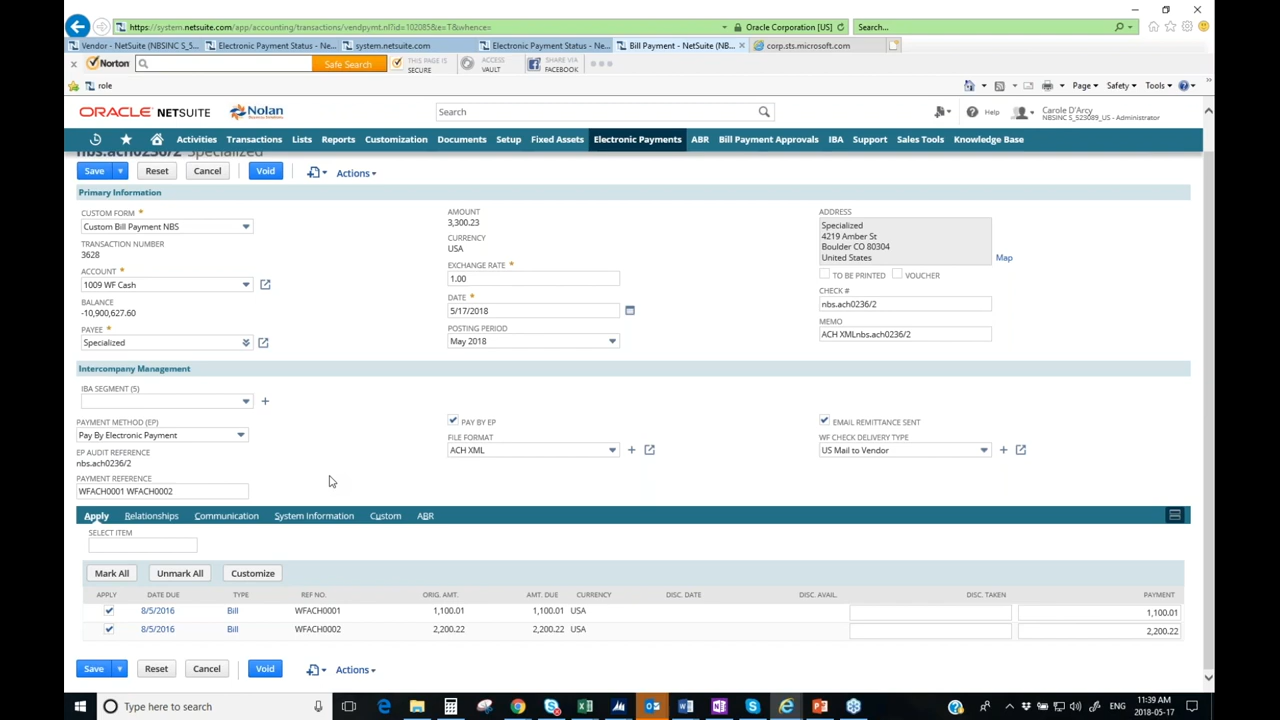 https://system.netsuite.com/app/accounting/transactions/vendpymt.nl?id=102085&e=T&whence=
Oracle Corporation [US]
Search...
Vendor - NetSuite (NBSINC S_5...
Electronic Payment Status - Ne...
system.netsuite.com
Electronic Payment Status - Ne...
Bill Payment - NetSuite (NB...
corp.sts.microsoft.com
Norton
Safe Search
THIS PAGE IS
SECURE
ACCESS
VAULT
SHARE VIA
FACEBOOK
role
Page
Safety
Tools
ORACLE NETSUITE
Nolan
Search
Help
Carole D'Arcy
NBSINC S_523089_US - Administrator
Activities Transactions Lists Reports Customization Documents Setup Fixed Assets Electronic Payments ABR Bill Payment Approvals IBA Support Sales Tools Knowledge Base
nbs.ach0236/2 Specialized
Save Reset Cancel Void Actions
Primary Information
CUSTOM FORM *
Custom Bill Payment NBS
TRANSACTION NUMBER
3628
ACCOUNT *
1009 WF Cash
BALANCE
-10,900,627.60
PAYEE *
Specialized
AMOUNT
3,300.23
CURRENCY
USA
EXCHANGE RATE *
1.00
DATE *
5/17/2018
POSTING PERIOD
May 2018
ADDRESS
Specialized
4219 Amber St
Boulder CO 80304
United States
Map
TO BE PRINTED VOUCHER
CHECK #
nbs.ach0236/2
MEMO
ACH XMLnbs.ach0236/2
Intercompany Management
IBA SEGMENT (5)
PAYMENT METHOD (EP)
Pay By Electronic Payment
EP AUDIT REFERENCE
nbs.ach0236/2
PAYMENT REFERENCE
WFACH0001 WFACH0002
PAY BY EP
FILE FORMAT
ACH XML
EMAIL REMITTANCE SENT
WF CHECK DELIVERY TYPE
US Mail to Vendor
Apply Relationships Communication System Information Custom ABR
SELECT ITEM
Mark All Unmark All Customize
APPLY DATE DUE TYPE REF NO. ORIG. AMT. AMT. DUE CURRENCY DISC. DATE DISC. AVAIL. DISC. TAKEN PAYMENT
8/5/2016 Bill WFACH0001 1,100.01 1,100.01 USA 1,100.01
8/5/2016 Bill WFACH0002 2,200.22 2,200.22 USA 2,200.22
Save Reset Cancel Void Actions
Type here to search
ENG
11:39 AM
2018-05-17